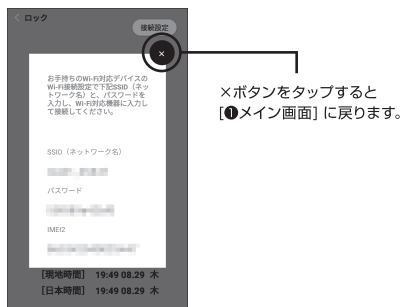 < ロック
接続設定
×
お手持ちのWi-Fi対応デバイスの
Wi-Fi接続設定で下記SSID（ネッ
トワーク名）と、パスワードを
入力し、Wi-Fi対応機器に入力し
て接続してください。
SSID（ネットワーク名）
パスワード
IMEI2
[現地時間] 19:49 08.29 木
[日本時間] 19:49 08.29 木
×ボタンをタップすると
[❶メイン画面] に戻ります。